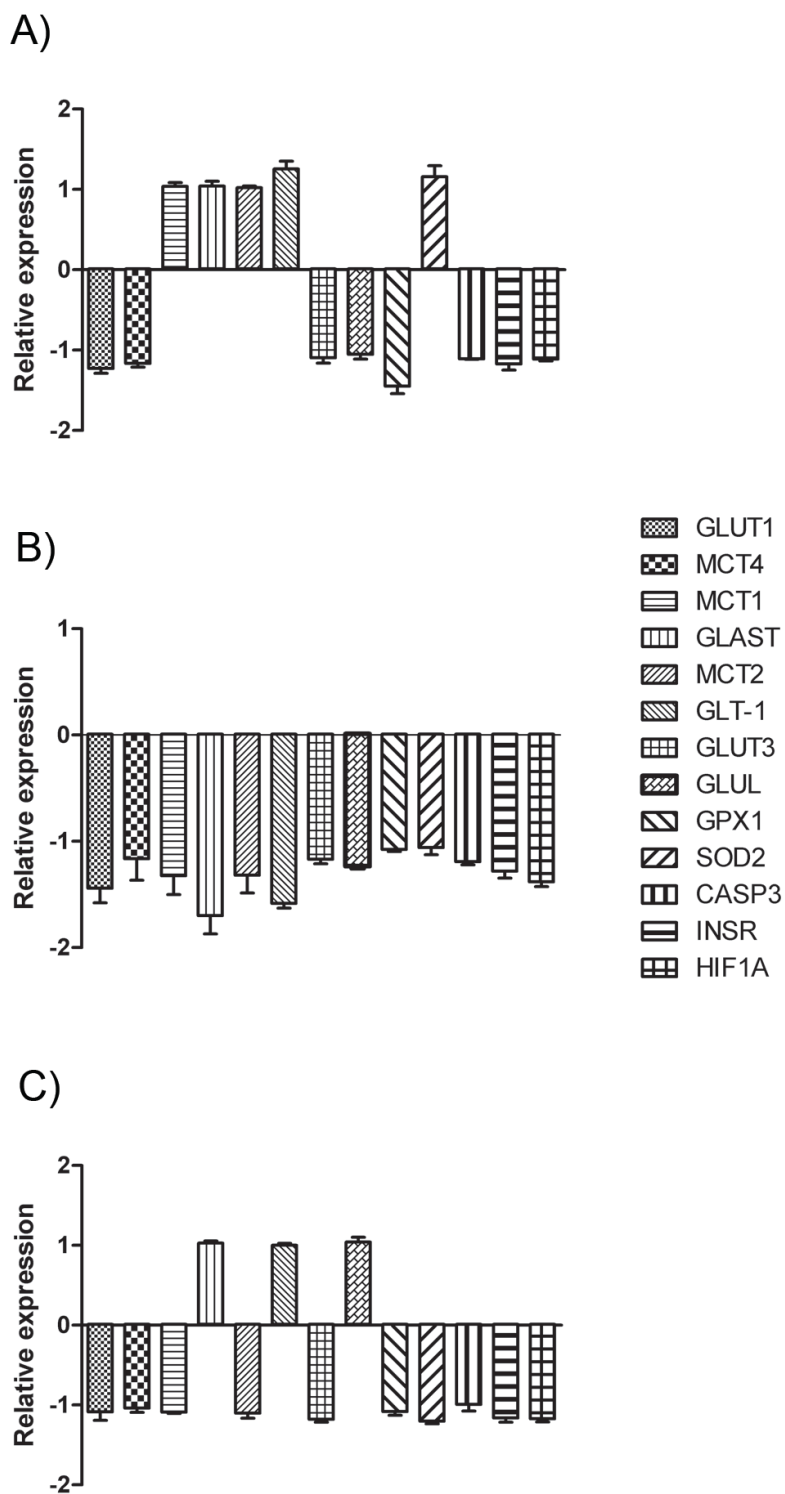 A)
2
1
0
-1
-2
Relative expression
B)
1
0
-1
-2
Relative expression
GLUT1
MCT4
MCT1
GLAST
MCT2
GLT-1
GLUT3
GLUL
GPX1
SOD2
CASP3
INSR
HIF1A
C)
2
1
0
-1
-2
Relative expression